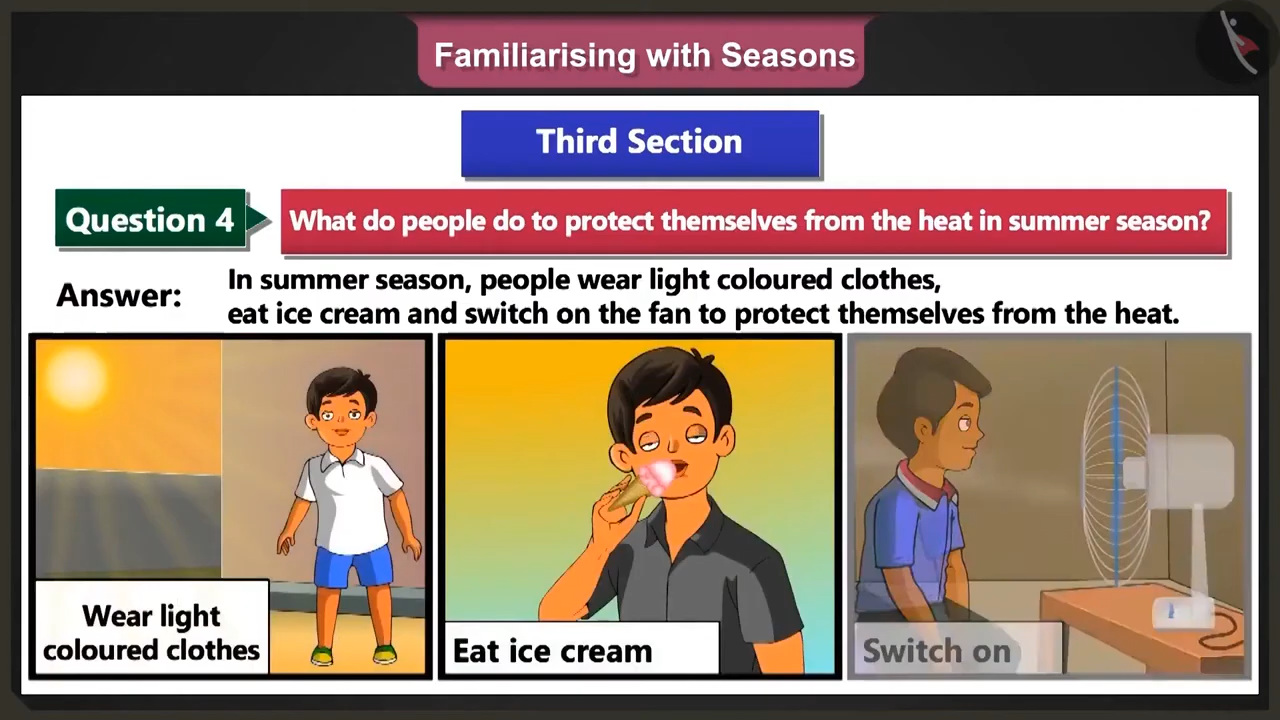 Familiarising with Seasons
Third Section
Question 4
What do people do to protect themselves from the heat in summer season?
Answer:
In summer season, people wear light coloured clothes,
eat ice cream and switch on the fan to protect themselves from the heat.
Wear light
coloured clothes
Eat ice cream
Switch on